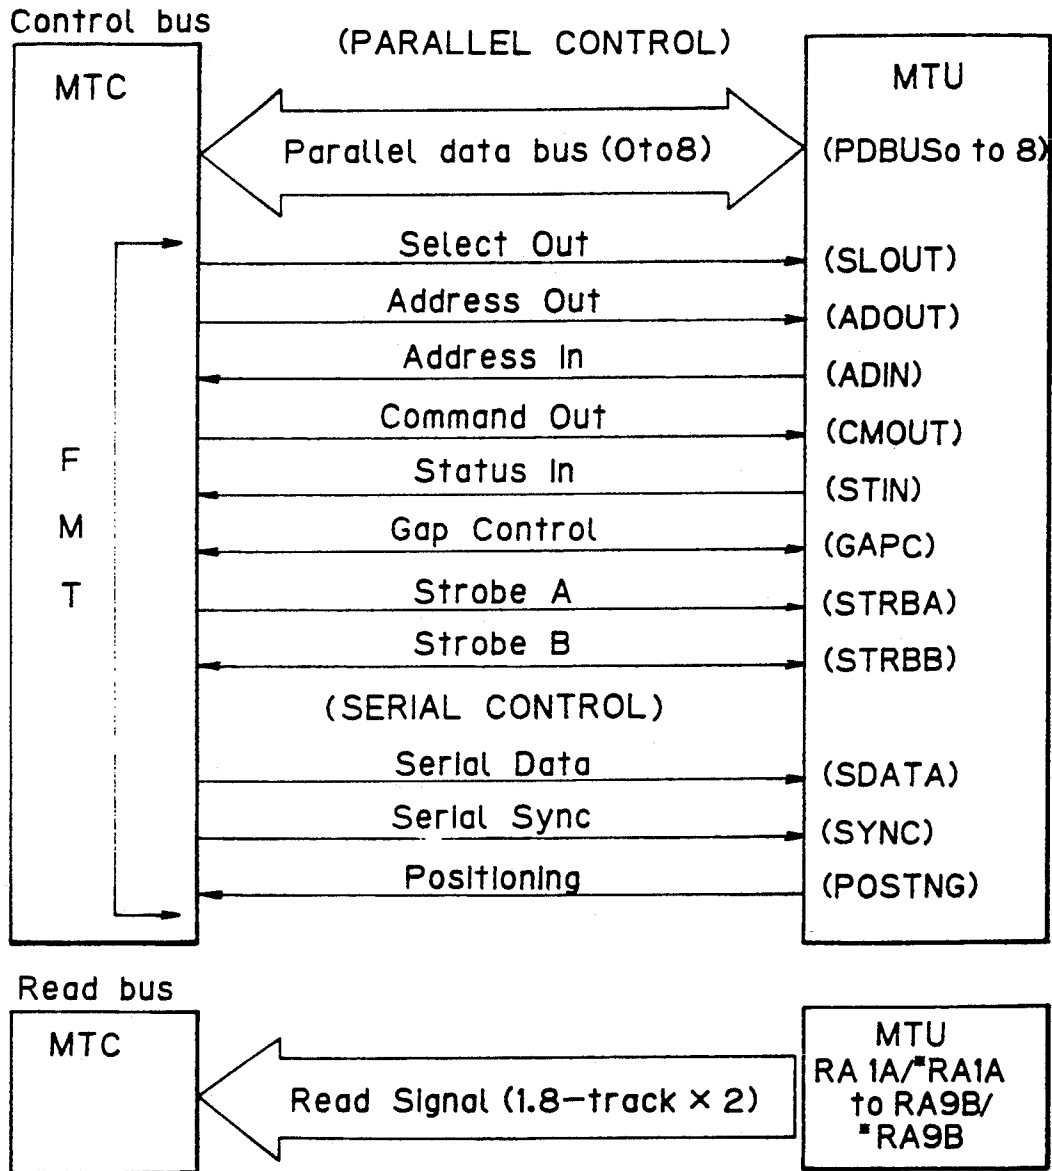 Control bus
(PARALLEL CONTROL)
MTC
MTU
Parallel data bus (0to8)
(PDBUSo to 8)
Select Out
(SLOUT)
Address Out
(ADOUT)
Address In
(ADIN)
Command Out
(CMOUT)
F
Status In
(STIN)
M
Gap Control
(GAPC)
T
Strobe A
(STRBA)
Strobe B
(STRBB)
(SERIAL CONTROL)
Serial Data
(SDATA)
Serial Sync
(SYNC)
Positioning
(POSTNG)
Read bus
MTC
MTU
RA 1A/*RA1A
to RA9B/
*RA9B
Read Signal (1.8-track × 2)